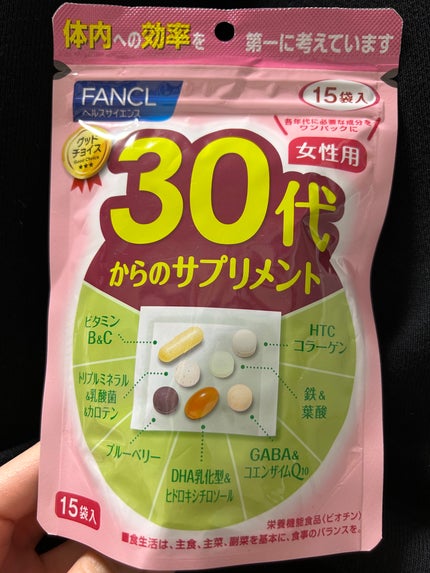 体内への効率を 第一に考えています
FANCL
ヘルスサイエンス
15袋入
各年代に必要な成分を
ワンパックに
グッド
チョイス
Good Choice
女性用
30代
からのサプリメント
ビタミン
B&C
HTC
コラーゲン
トリプルミネラル
&乳酸菌
&カロテン
鉄&
葉酸
ブルーベリー
GABA&
コエンザイムQ10
DHA乳化型&
ヒドロキシチロソール
15袋入
栄養機能食品(ビオチン)
■食生活は、主食、主菜、副菜を基本に、食事のバランスを。